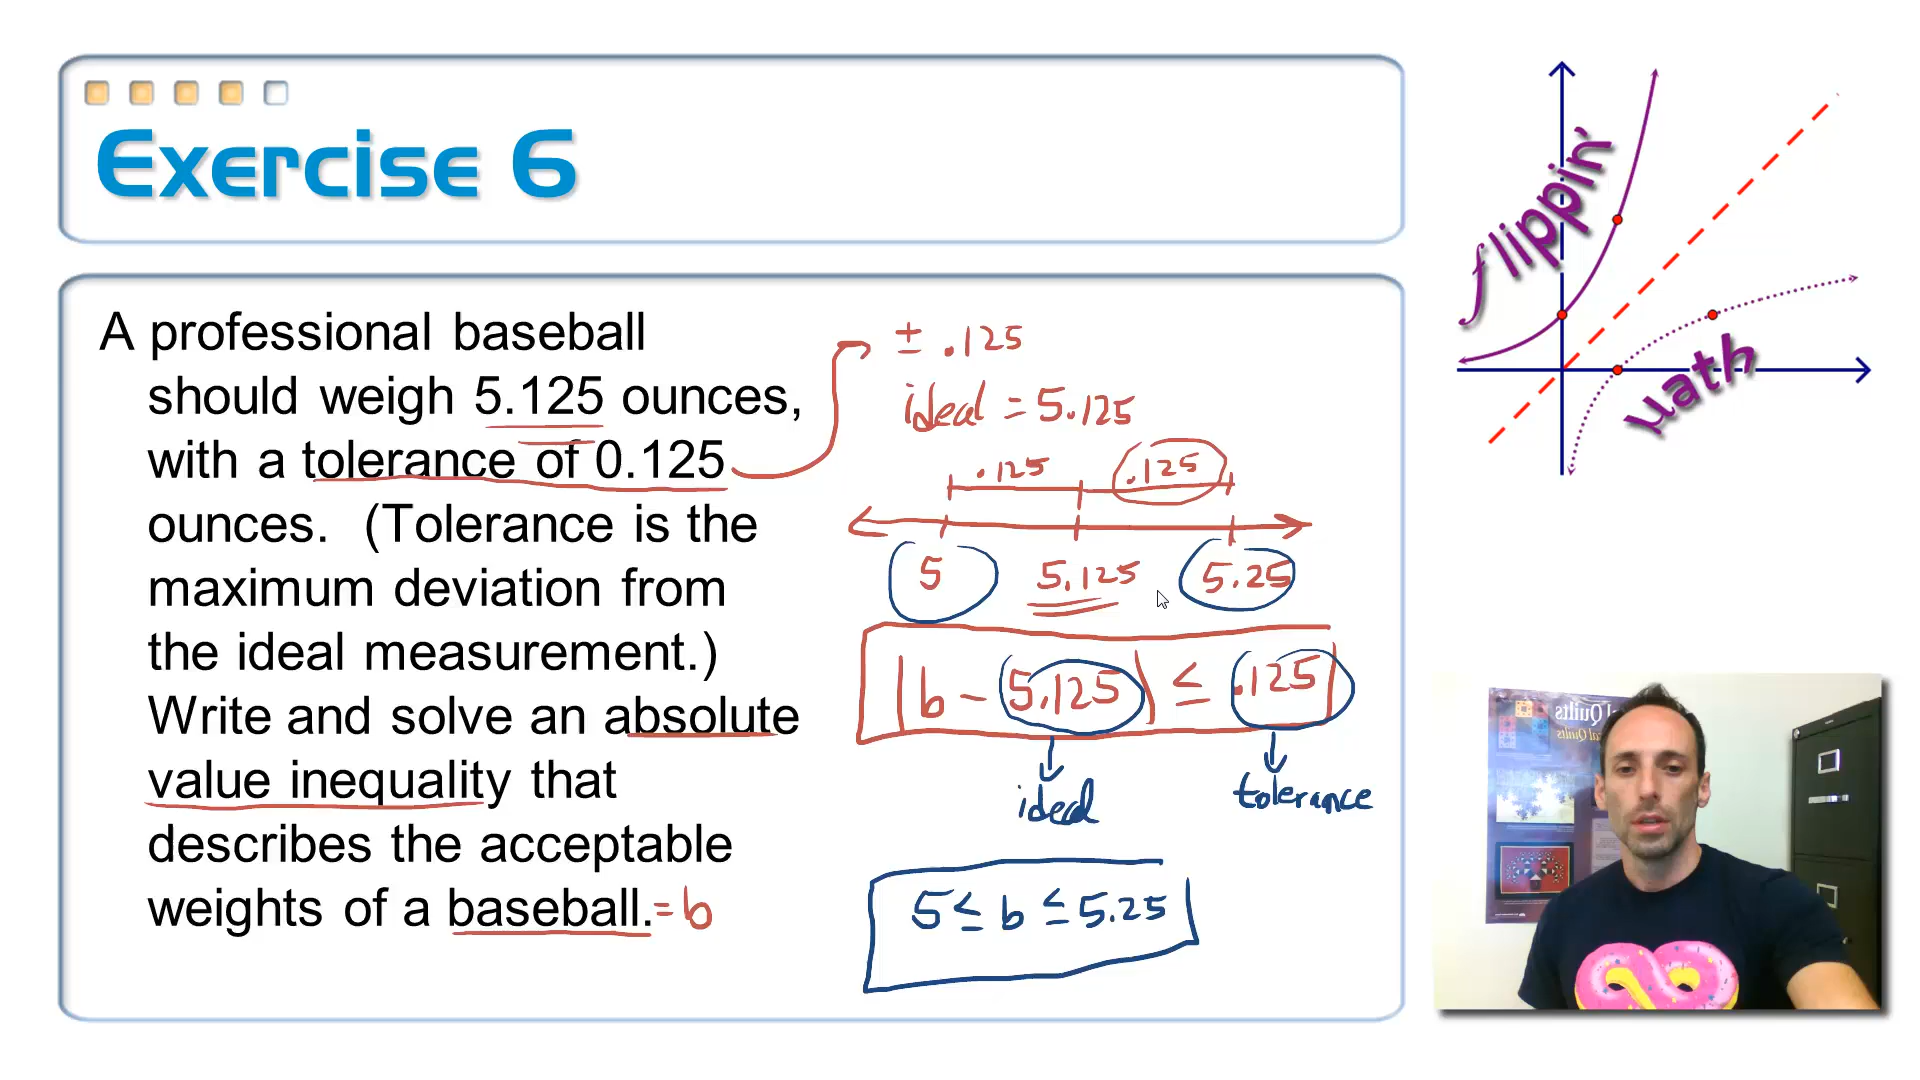 Exercise 6
A professional baseball
should weigh 5.125 ounces,
with a tolerance of 0.125
ounces. (Tolerance is the
maximum deviation from
the ideal measurement.)
Write and solve an absolute
value inequality that
describes the acceptable
weights of a baseball. = b
± .125
ideal = 5.125
.125 .125
5 5.125 5.25
|b - 5.125| ≤ .125
ideal tolerance
5 ≤ b ≤ 5.25
flippin'
math
Quilts